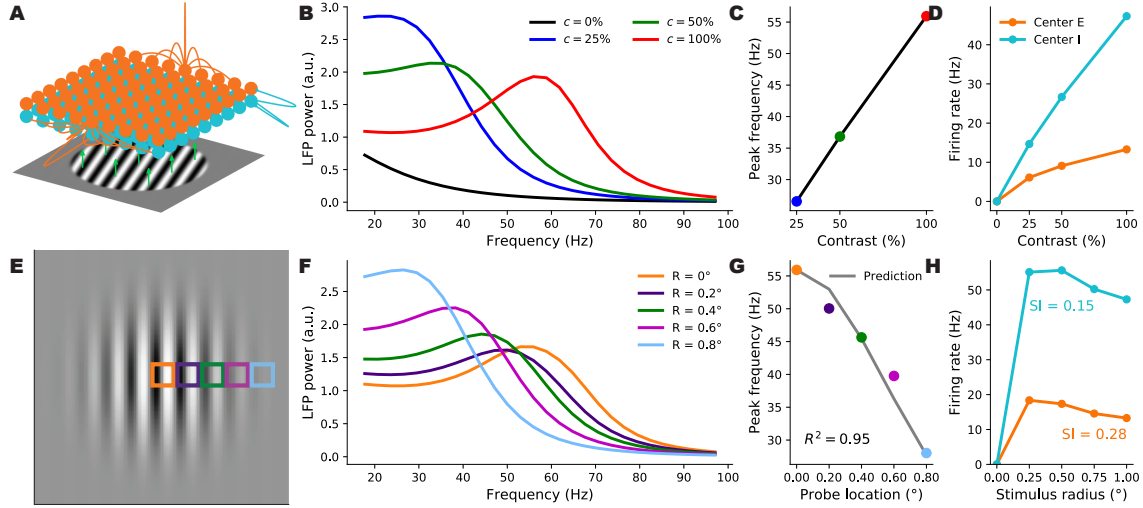 A
B
LFP power (a.u.)
3.0
2.5
2.0
1.5
1.0
0.5
0.0
c = 0%
c = 25%
c = 50%
c = 100%
20 30 40 50 60 70 80 90 100
Frequency (Hz)
C
Peak frequency (Hz)
55
50
45
40
35
30
25 50 100
Contrast (%)
D
Firing rate (Hz)
40
20
0
Center E
Center I
0 25 50 100
Contrast (%)
E
F
LFP power (a.u.)
2.5
2.0
1.5
1.0
0.5
0.0
R = 0°
R = 0.2°
R = 0.4°
R = 0.6°
R = 0.8°
20 30 40 50 60 70 80 90 100
Frequency (Hz)
G
Peak frequency (Hz)
55
50
45
40
35
30
Prediction
R² = 0.95
0.00 0.20 0.40 0.60 0.80
Probe location (°)
H
Firing rate (Hz)
50
40
30
20
10
0
SI = 0.15
SI = 0.28
0.00 0.25 0.50 0.75 1.00
Stimulus radius (°)